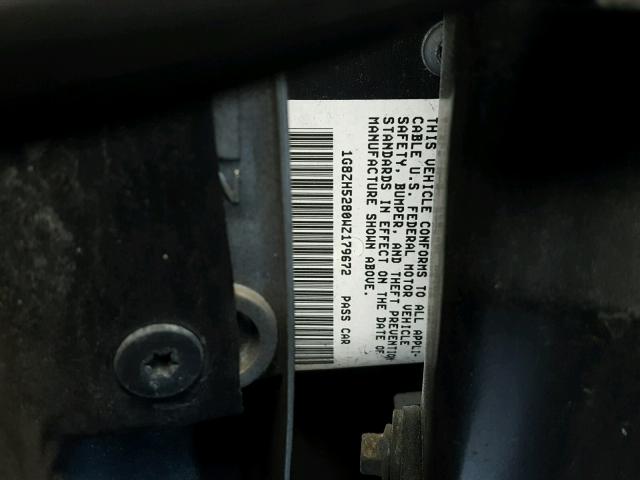 THIS VEHICLE CONFORMS TO ALL APPLI-
CABLE U.S. FEDERAL MOTOR VEHICLE
SAFETY, BUMPER, AND THEFT PREVENTION
STANDARDS IN EFFECT ON THE DATE OF
MANUFACTURE SHOWN ABOVE.
1G8ZH5280WZ179672 PASS CAR